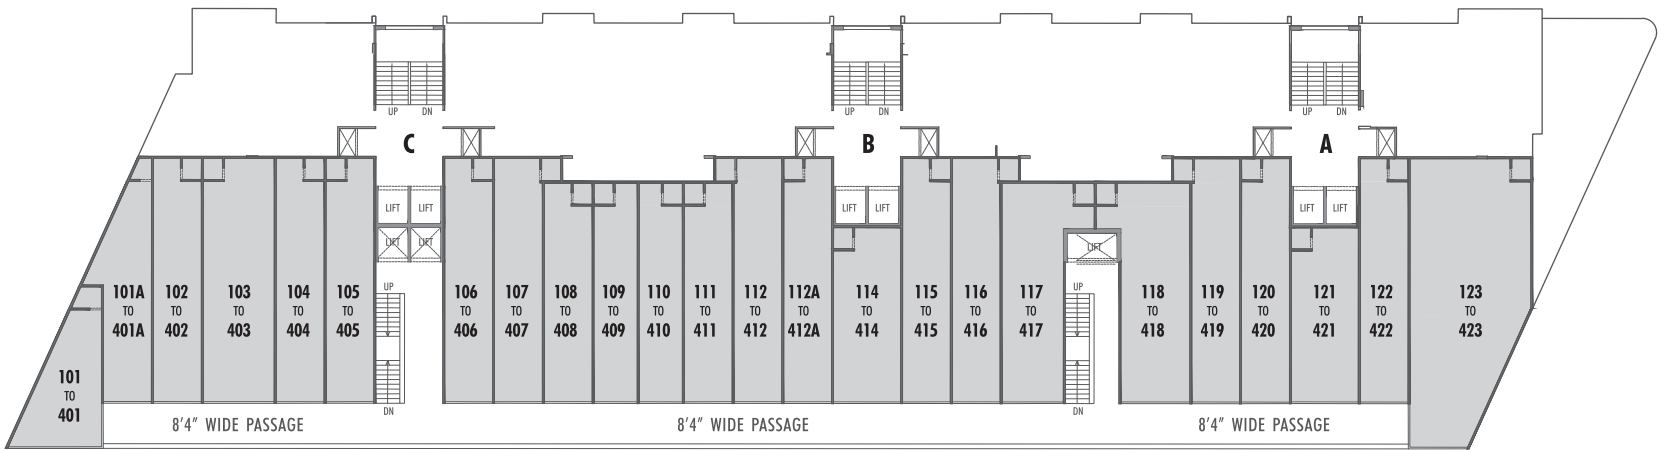 UP DN
UP DN
UP DN
C
B
A
LIFT LIFT
LIFT LIFT
LIFT LIFT
LIFT LIFT
LIFT
101A
TO
401A
102
TO
402
103
TO
403
104
TO
404
105
TO
405
UP
DN
106
TO
406
107
TO
407
108
TO
408
109
TO
409
110
TO
410
111
TO
411
112
TO
412
112A
TO
412A
114
TO
414
115
TO
415
116
TO
416
117
TO
417
UP
DN
118
TO
418
119
TO
419
120
TO
420
121
TO
421
122
TO
422
123
TO
423
101
TO
401
8'4" WIDE PASSAGE
8'4" WIDE PASSAGE
8'4" WIDE PASSAGE